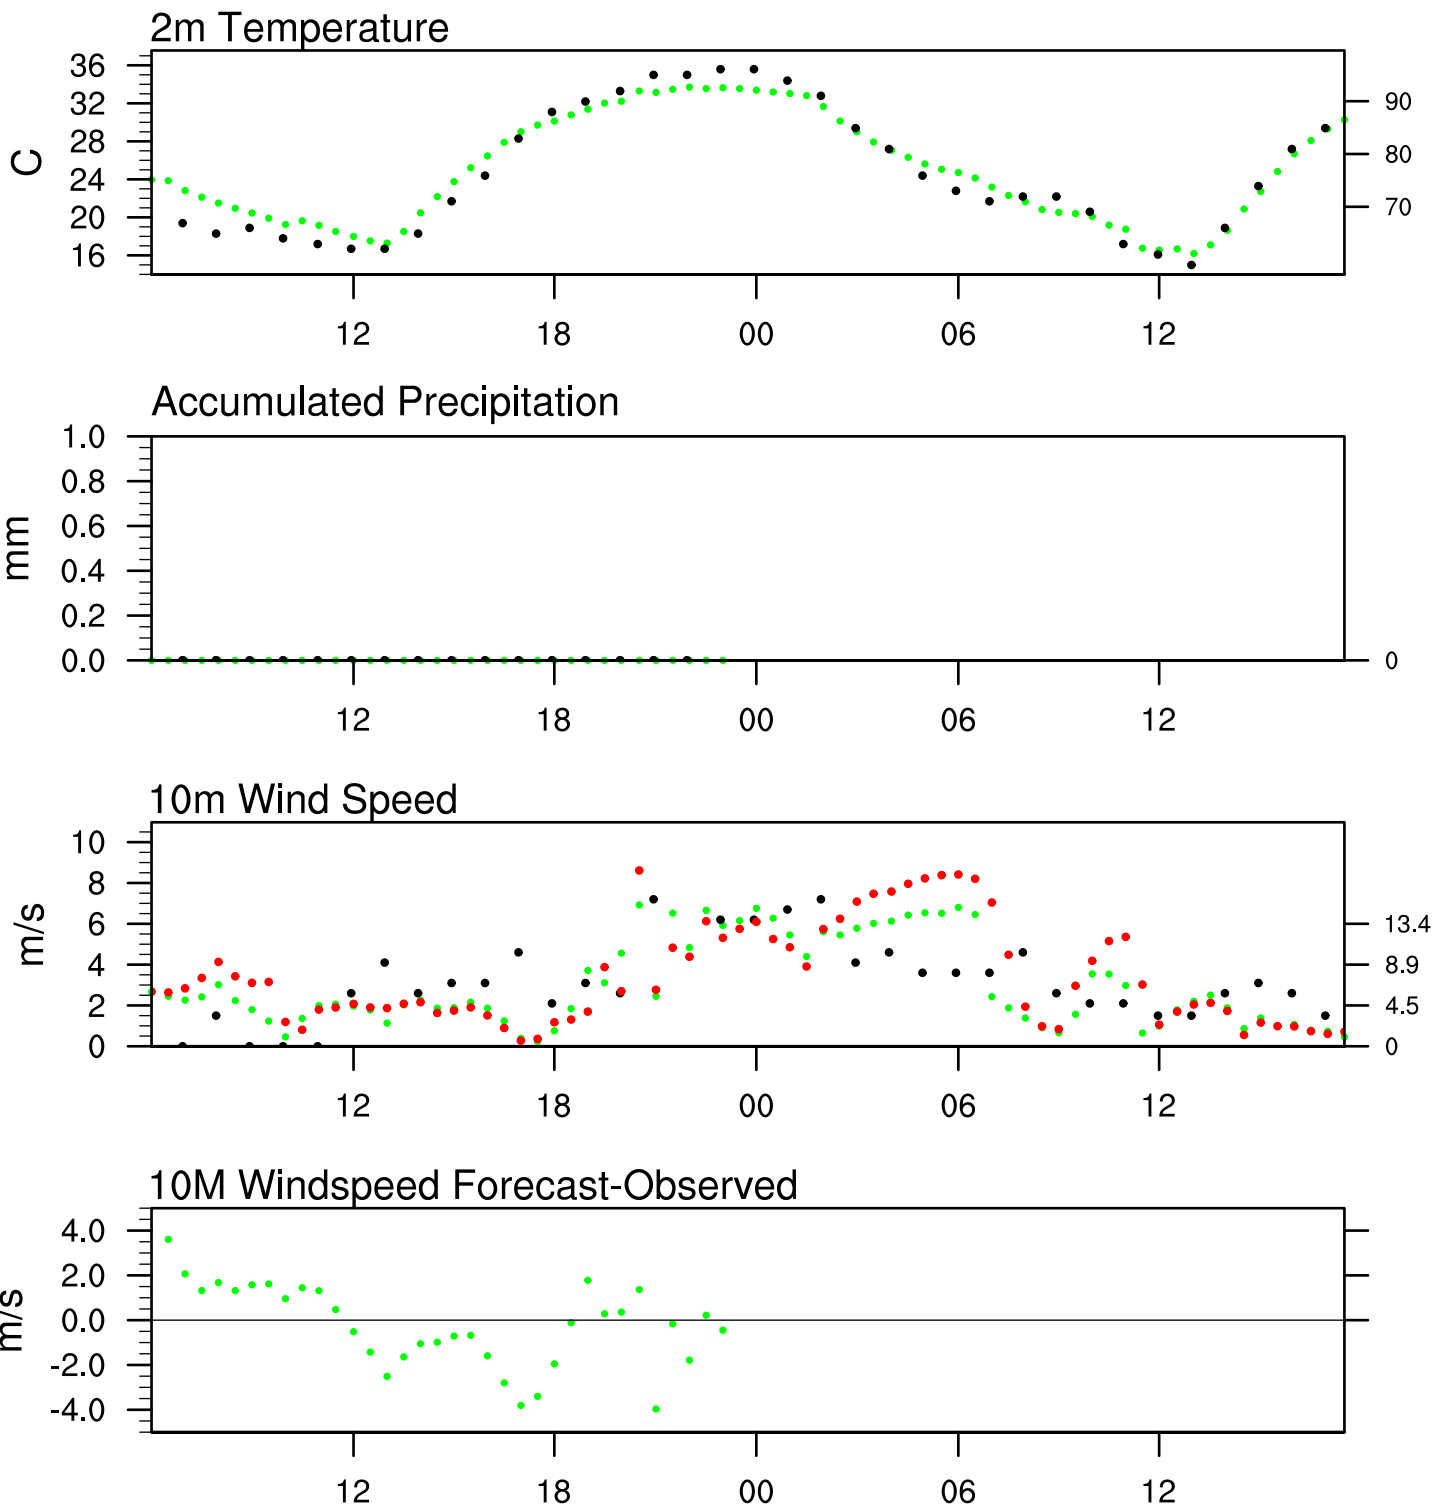 2m Temperature
36
32
28
24
20
16
C
90
80
70
12 18 00 06 12
Accumulated Precipitation
1.0
0.8
0.6
0.4
0.2
0.0
mm
0
12 18 00 06 12
10m Wind Speed
10
8
6
4
2
0
m/s
13.4
8.9
4.5
0
12 18 00 06 12
10M Windspeed Forecast-Observed
4.0
2.0
0.0
-2.0
-4.0
m/s
12 18 00 06 12